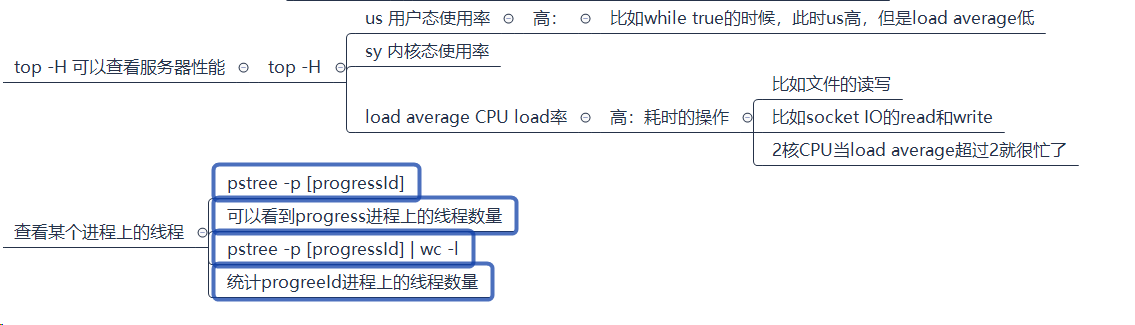 us 用户态使用率
高：
比如while true的时候，此时us高，但是load average低
top -H 可以查看服务器性能
top -H
sy 内核态使用率
load average CPU load率
高：耗时的操作
比如文件的读写
比如socket IO的read和write
2核CPU当load average超过2就很忙了
查看某个进程上的线程
pstree -p [progressId]
可以看到progress进程上的线程数量
pstree -p [progressId] | wc -l
统计progreeId进程上的线程数量